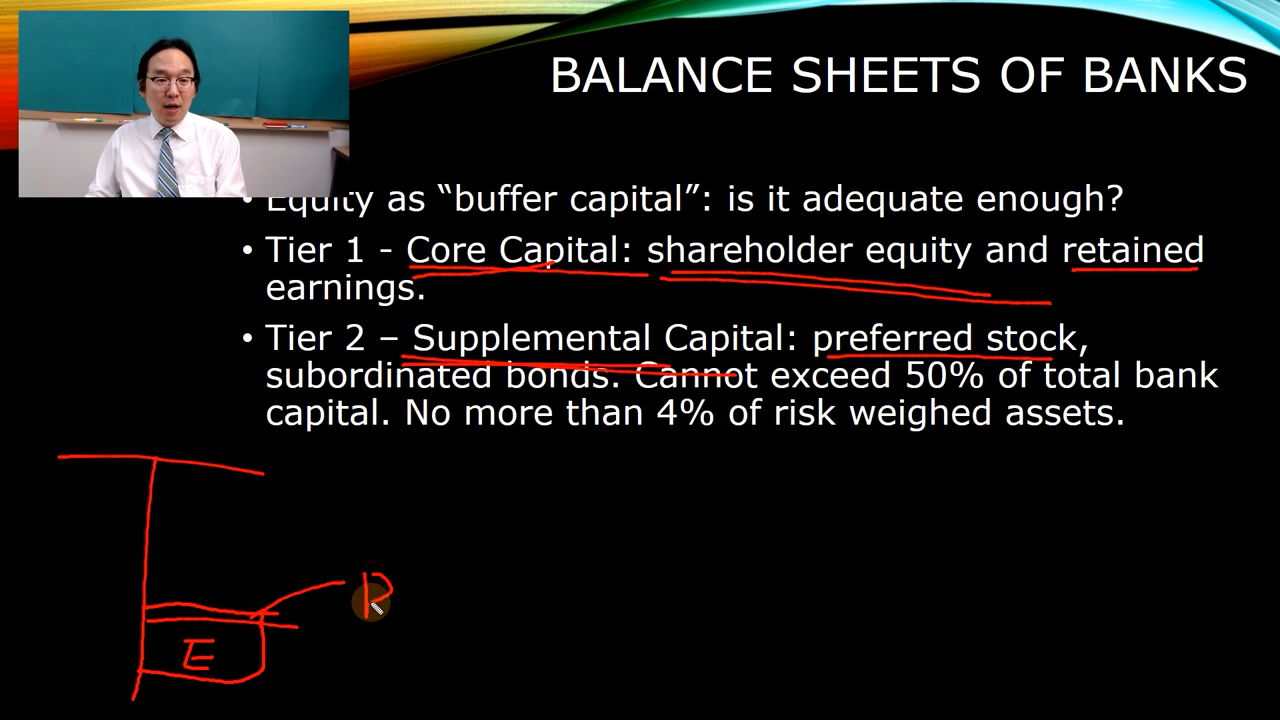 BALANCE SHEETS OF BANKS
• Equity as “buffer capital”: is it adequate enough?
• Tier 1 - Core Capital: shareholder equity and retained
earnings.
• Tier 2 – Supplemental Capital: preferred stock,
subordinated bonds. Cannot exceed 50% of total bank
capital. No more than 4% of risk weighed assets.
P
E